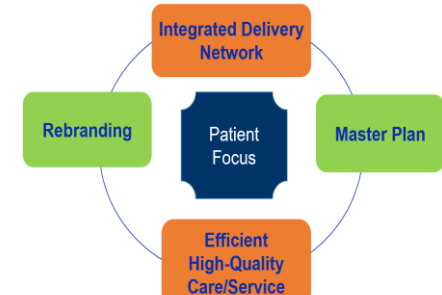 Integrated Delivery
Network
Rebranding
Patient
Focus
Master Plan
Efficient
High-Quality
Care/Service